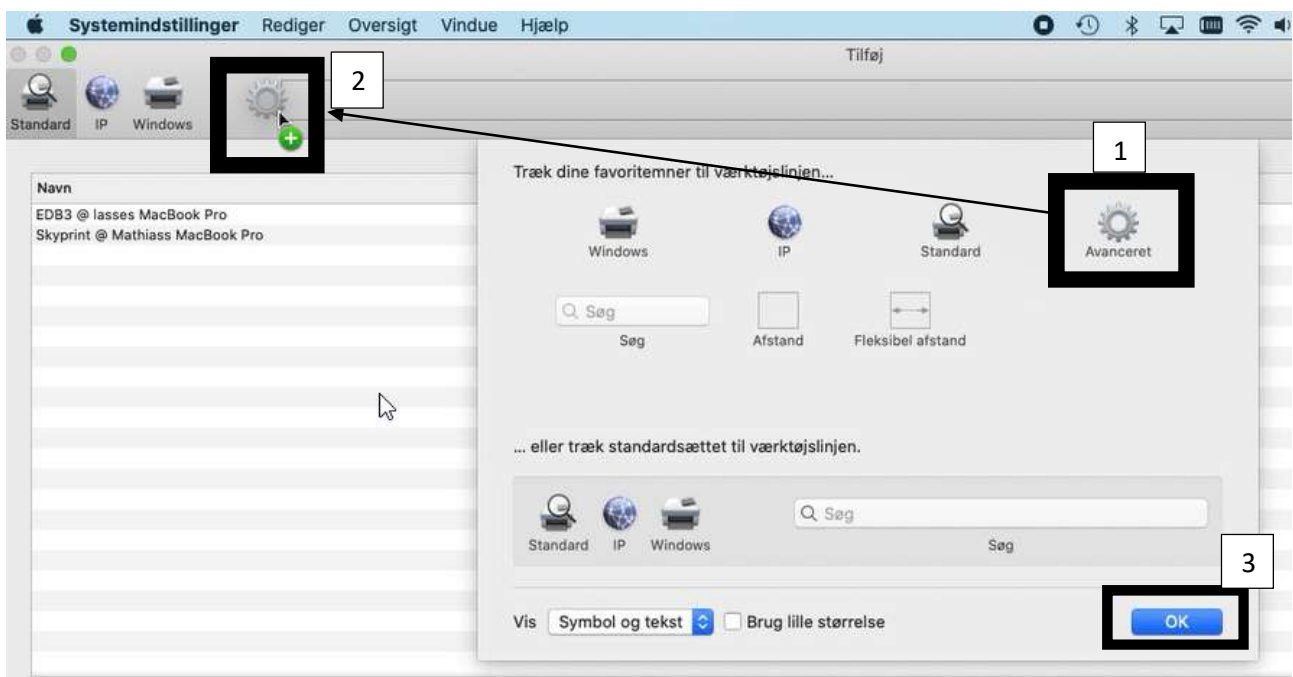 Systemindstillinger Rediger Oversigt Vindue Hjælp
Tilføj
2
Standard IP Windows
1
Træk dine favoritemner til værktøjslinjen...
Navn
EDB3 @ lasses MacBook Pro
Skyprint @ Mathiass MacBook Pro
Windows IP Standard Avanceret
Søg
Søg Afstand Fleksibel afstand
... eller træk standardsættet til værktøjslinjen.
Søg
Standard IP Windows Søg
3
Vis Symbol og tekst Brug lille størrelse OK